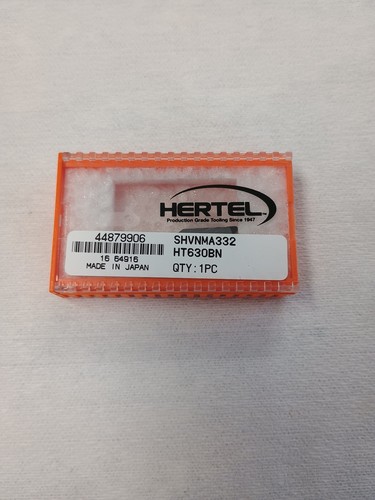 HERTEL
Production Grade Tooling Since 1947
44879906
16 64916
MADE IN JAPAN
SHVNMA332
HT630BN
QTY:1PC